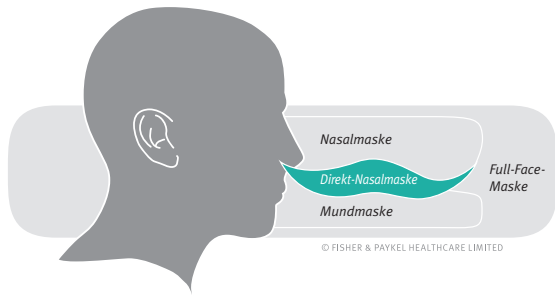 Nasalmaske
Direkt-Nasalmaske
Full-Face-
Maske
Mundmaske
© FISHER & PAYKEL HEALTHCARE LIMITED